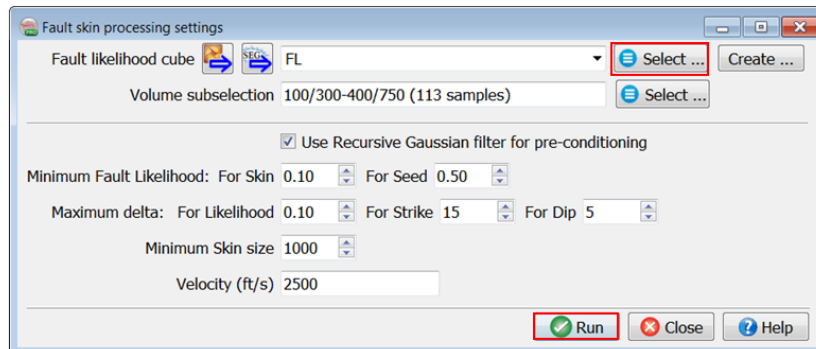 Fault skin processing settings
Fault likelihood cube SEG FL Select ... Create ...
Volume subselection 100/300-400/750 (113 samples) Select ...
Use Recursive Gaussian filter for pre-conditioning
Minimum Fault Likelihood: For Skin 0.10 For Seed 0.50
Maximum delta: For Likelihood 0.10 For Strike 15 For Dip 5
Minimum Skin size 1000
Velocity (ft/s) 2500
Run Close Help